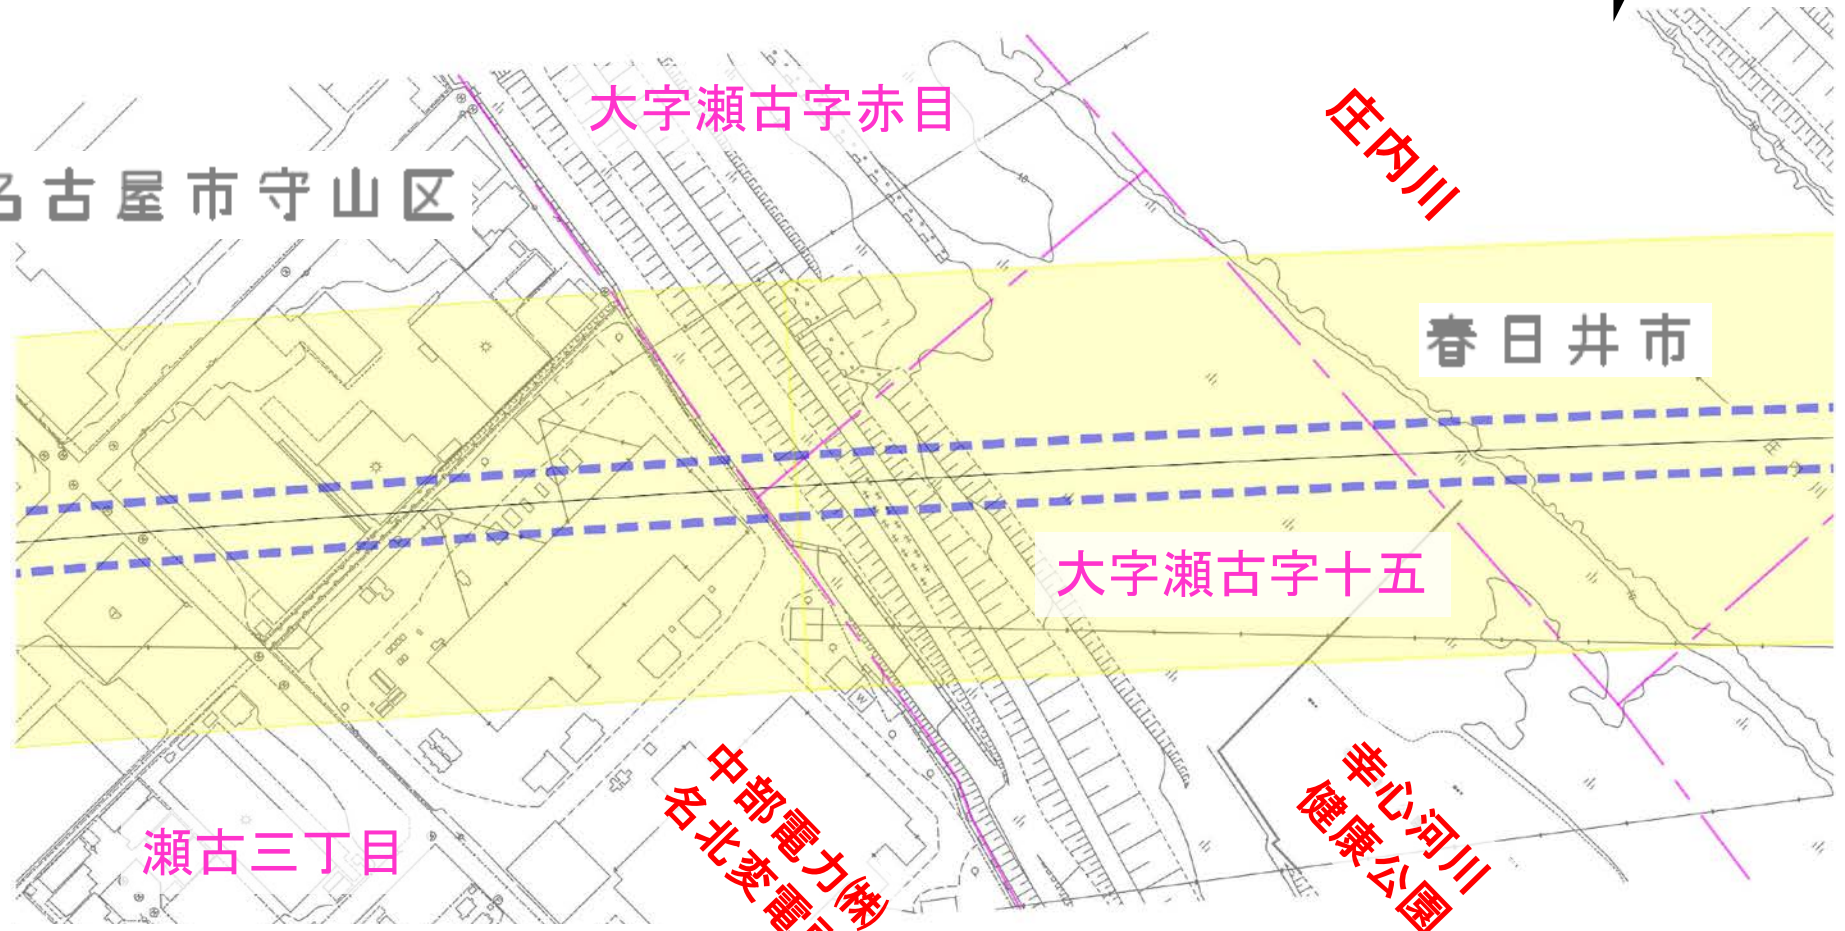 大字瀬古字赤目
庄内川
名古屋市守山区
春日井市
大字瀬古字十五
瀬古三丁目
中部電力㈱
名北変電所
幸心河川
健康公園
W
10